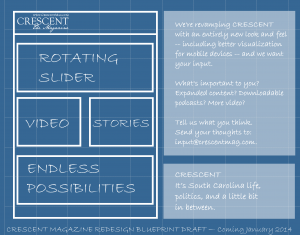 WWW.CRESCENTMAG.COM
CRESCENT
The Magazine
ROTATING
SLIDER
VIDEO
STORIES
ENDLESS
POSSIBILITIES
We're revamping CRESCENT
with an entirely new look and feel
-- including better visualization
for mobile devices -- and we want
your input.
What's important to you?
Expanded content? Downloadable
podcasts? More video?
Tell us what you think.
Send your thoughts to:
input@crescentmag.com.
CRESCENT
It's South Carolina life,
politics, and a little bit
in between.
CRESCENT MAGAZINE REDESIGN BLUEPRINT DRAFT -- Coming January 2014